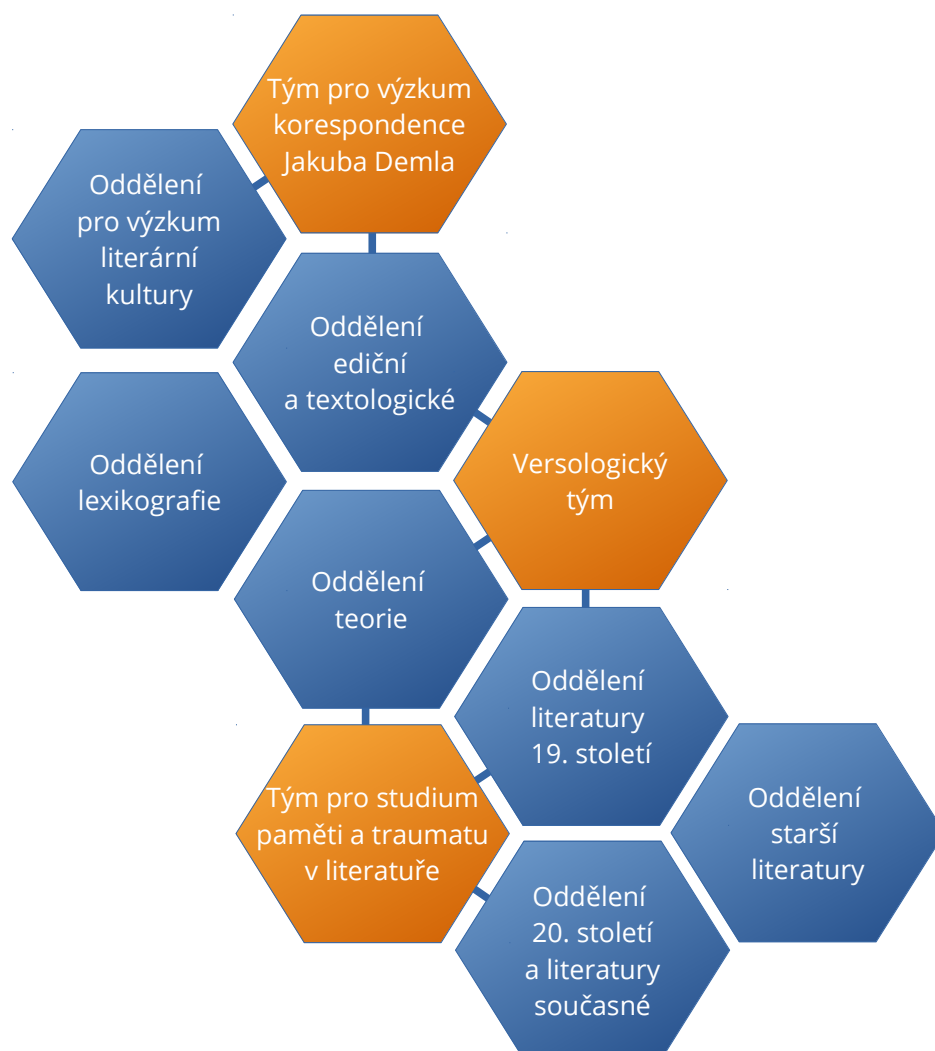 Tým pro výzkum
korespondence
Jakuba Demla
Oddělení
pro výzkum
literární
kultury
Oddělení
ediční
a textologické
Oddělení
lexikografie
Versologický
tým
Oddělení
teorie
Oddělení
literatury
19. století
Tým pro studium
paměti a traumatu
v literatuře
Oddělení
starší
literatury
Oddělení
20. století
a literatury
současné